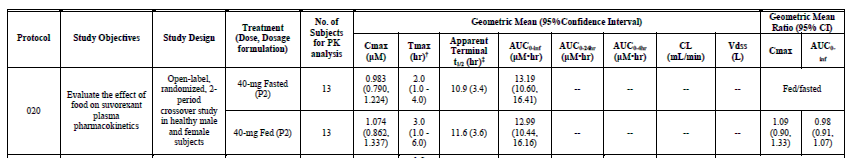 Geometric Mean (95%Confidence Interval)
Geometric Mean Ratio (95% CI)
Protocol Study Objectives Study Design Treatment (Dose, Dosage formulation) No. of Subjects for PK analysis Cmax (µM) Tmax (hr)† Apparent Terminal t1/2 (hr)‡ AUC0-inf (µM•hr) AUC0-24hr (µM•hr) AUC0-4hr (µM•hr) CL (mL/min) Vdss (L) Cmax AUC0-inf
020 Evaluate the effect of food on suvorexant plasma pharmacokinetics Open-label, randomized, 2-period crossover study in healthy male and female subjects
40-mg Fasted (P2) 13 0.983 (0.790, 1.224) 2.0 (1.0 - 4.0) 10.9 (3.4) 13.19 (10.60, 16.41) -- -- -- -- Fed/fasted
40-mg Fed (P2) 13 1.074 (0.862, 1.337) 3.0 (1.0 - 6.0) 11.6 (3.6) 12.99 (10.44, 16.16) -- -- -- -- 1.09 (0.90, 1.33) 0.98 (0.91, 1.07)